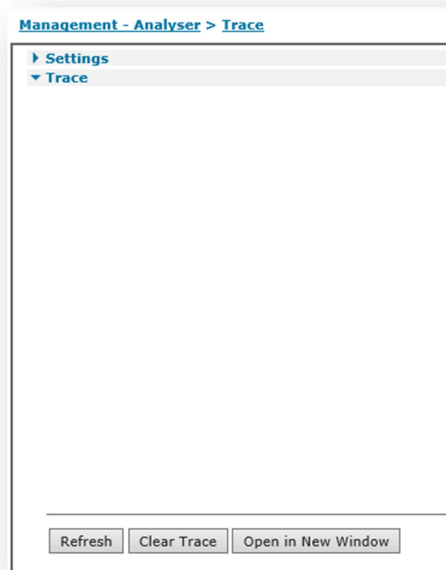 Management - Analyser > Trace
Settings
Trace
Refresh Clear Trace Open in New Window